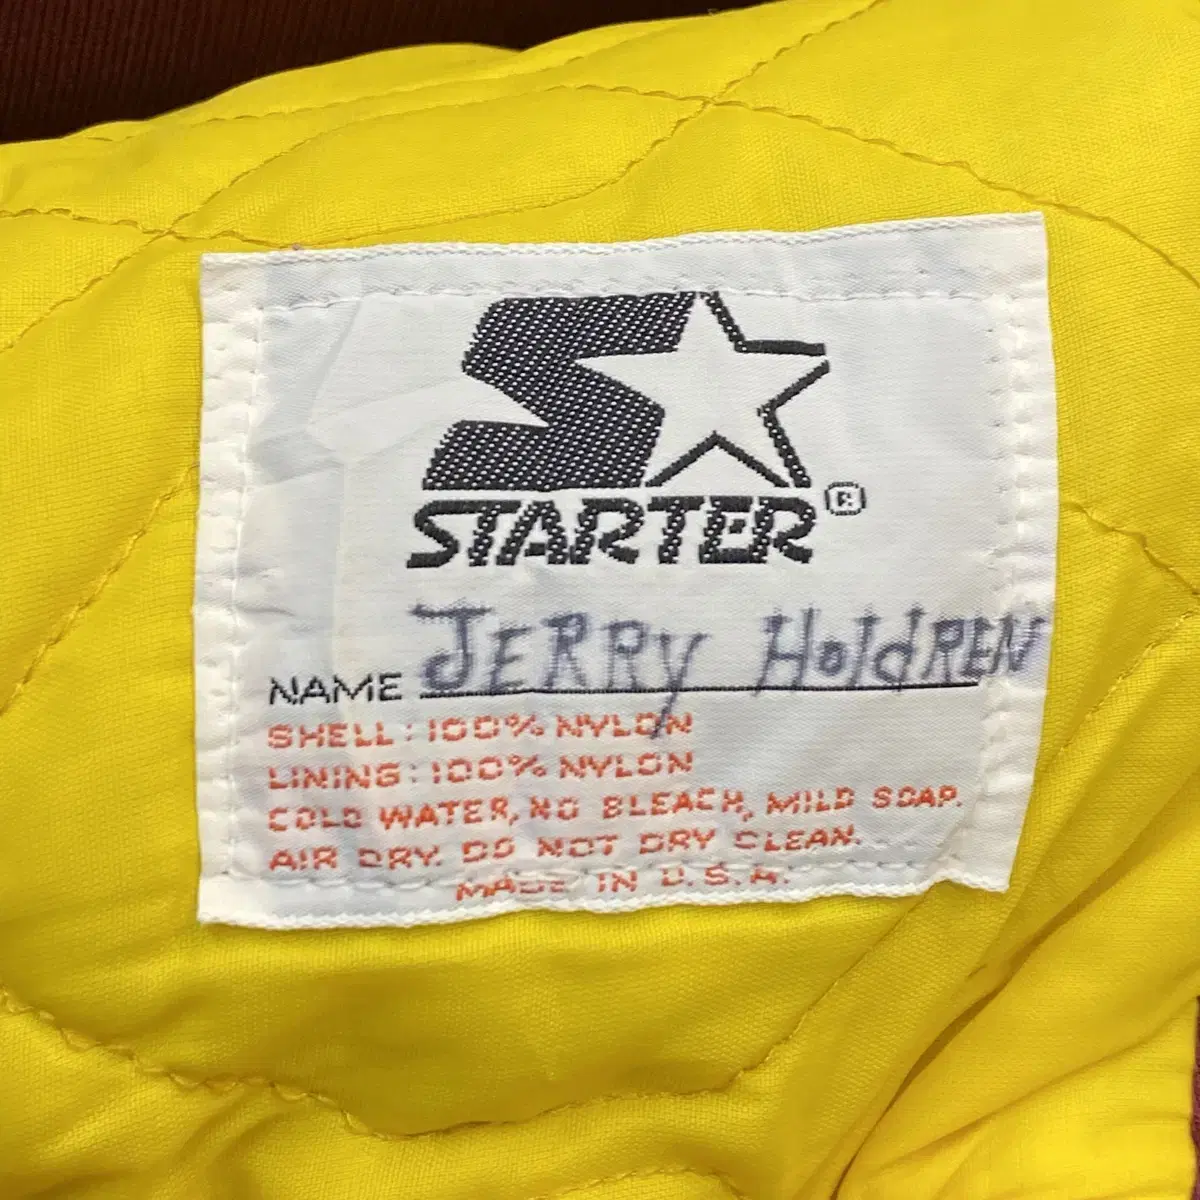 STARTER®
NAME JERRY HoldREN
SHELL: 100% NYLON
LINING: 100% NYLON
COLD WATER, NO BLEACH, MILD SOAP.
AIR DRY. DO NOT DRY CLEAN.
MADE IN U.S.A.